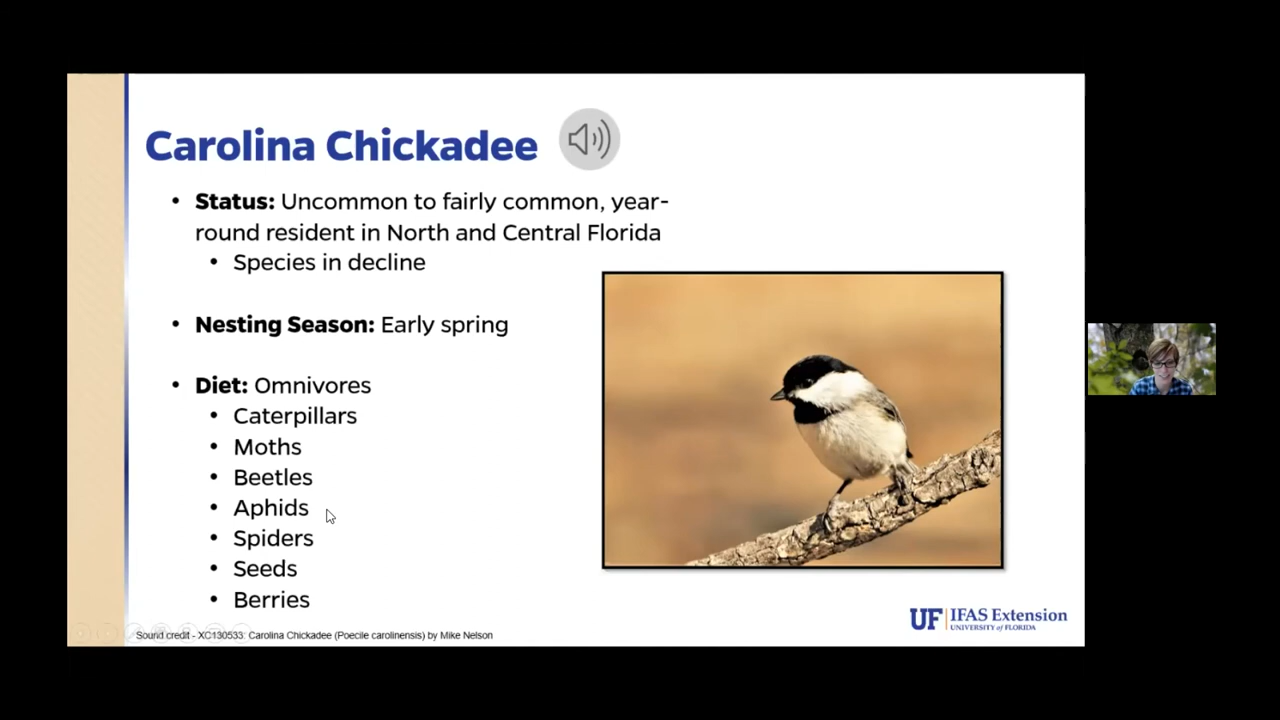 Carolina Chickadee
• Status: Uncommon to fairly common, year-
round resident in North and Central Florida
• Species in decline
• Nesting Season: Early spring
• Diet: Omnivores
• Caterpillars
• Moths
• Beetles
• Aphids
• Spiders
• Seeds
• Berries
Sound credit - XC130533: Carolina Chickadee (Poecile carolinensis) by Mike Nelson
UF IFAS Extension
UNIVERSITY of FLORIDA